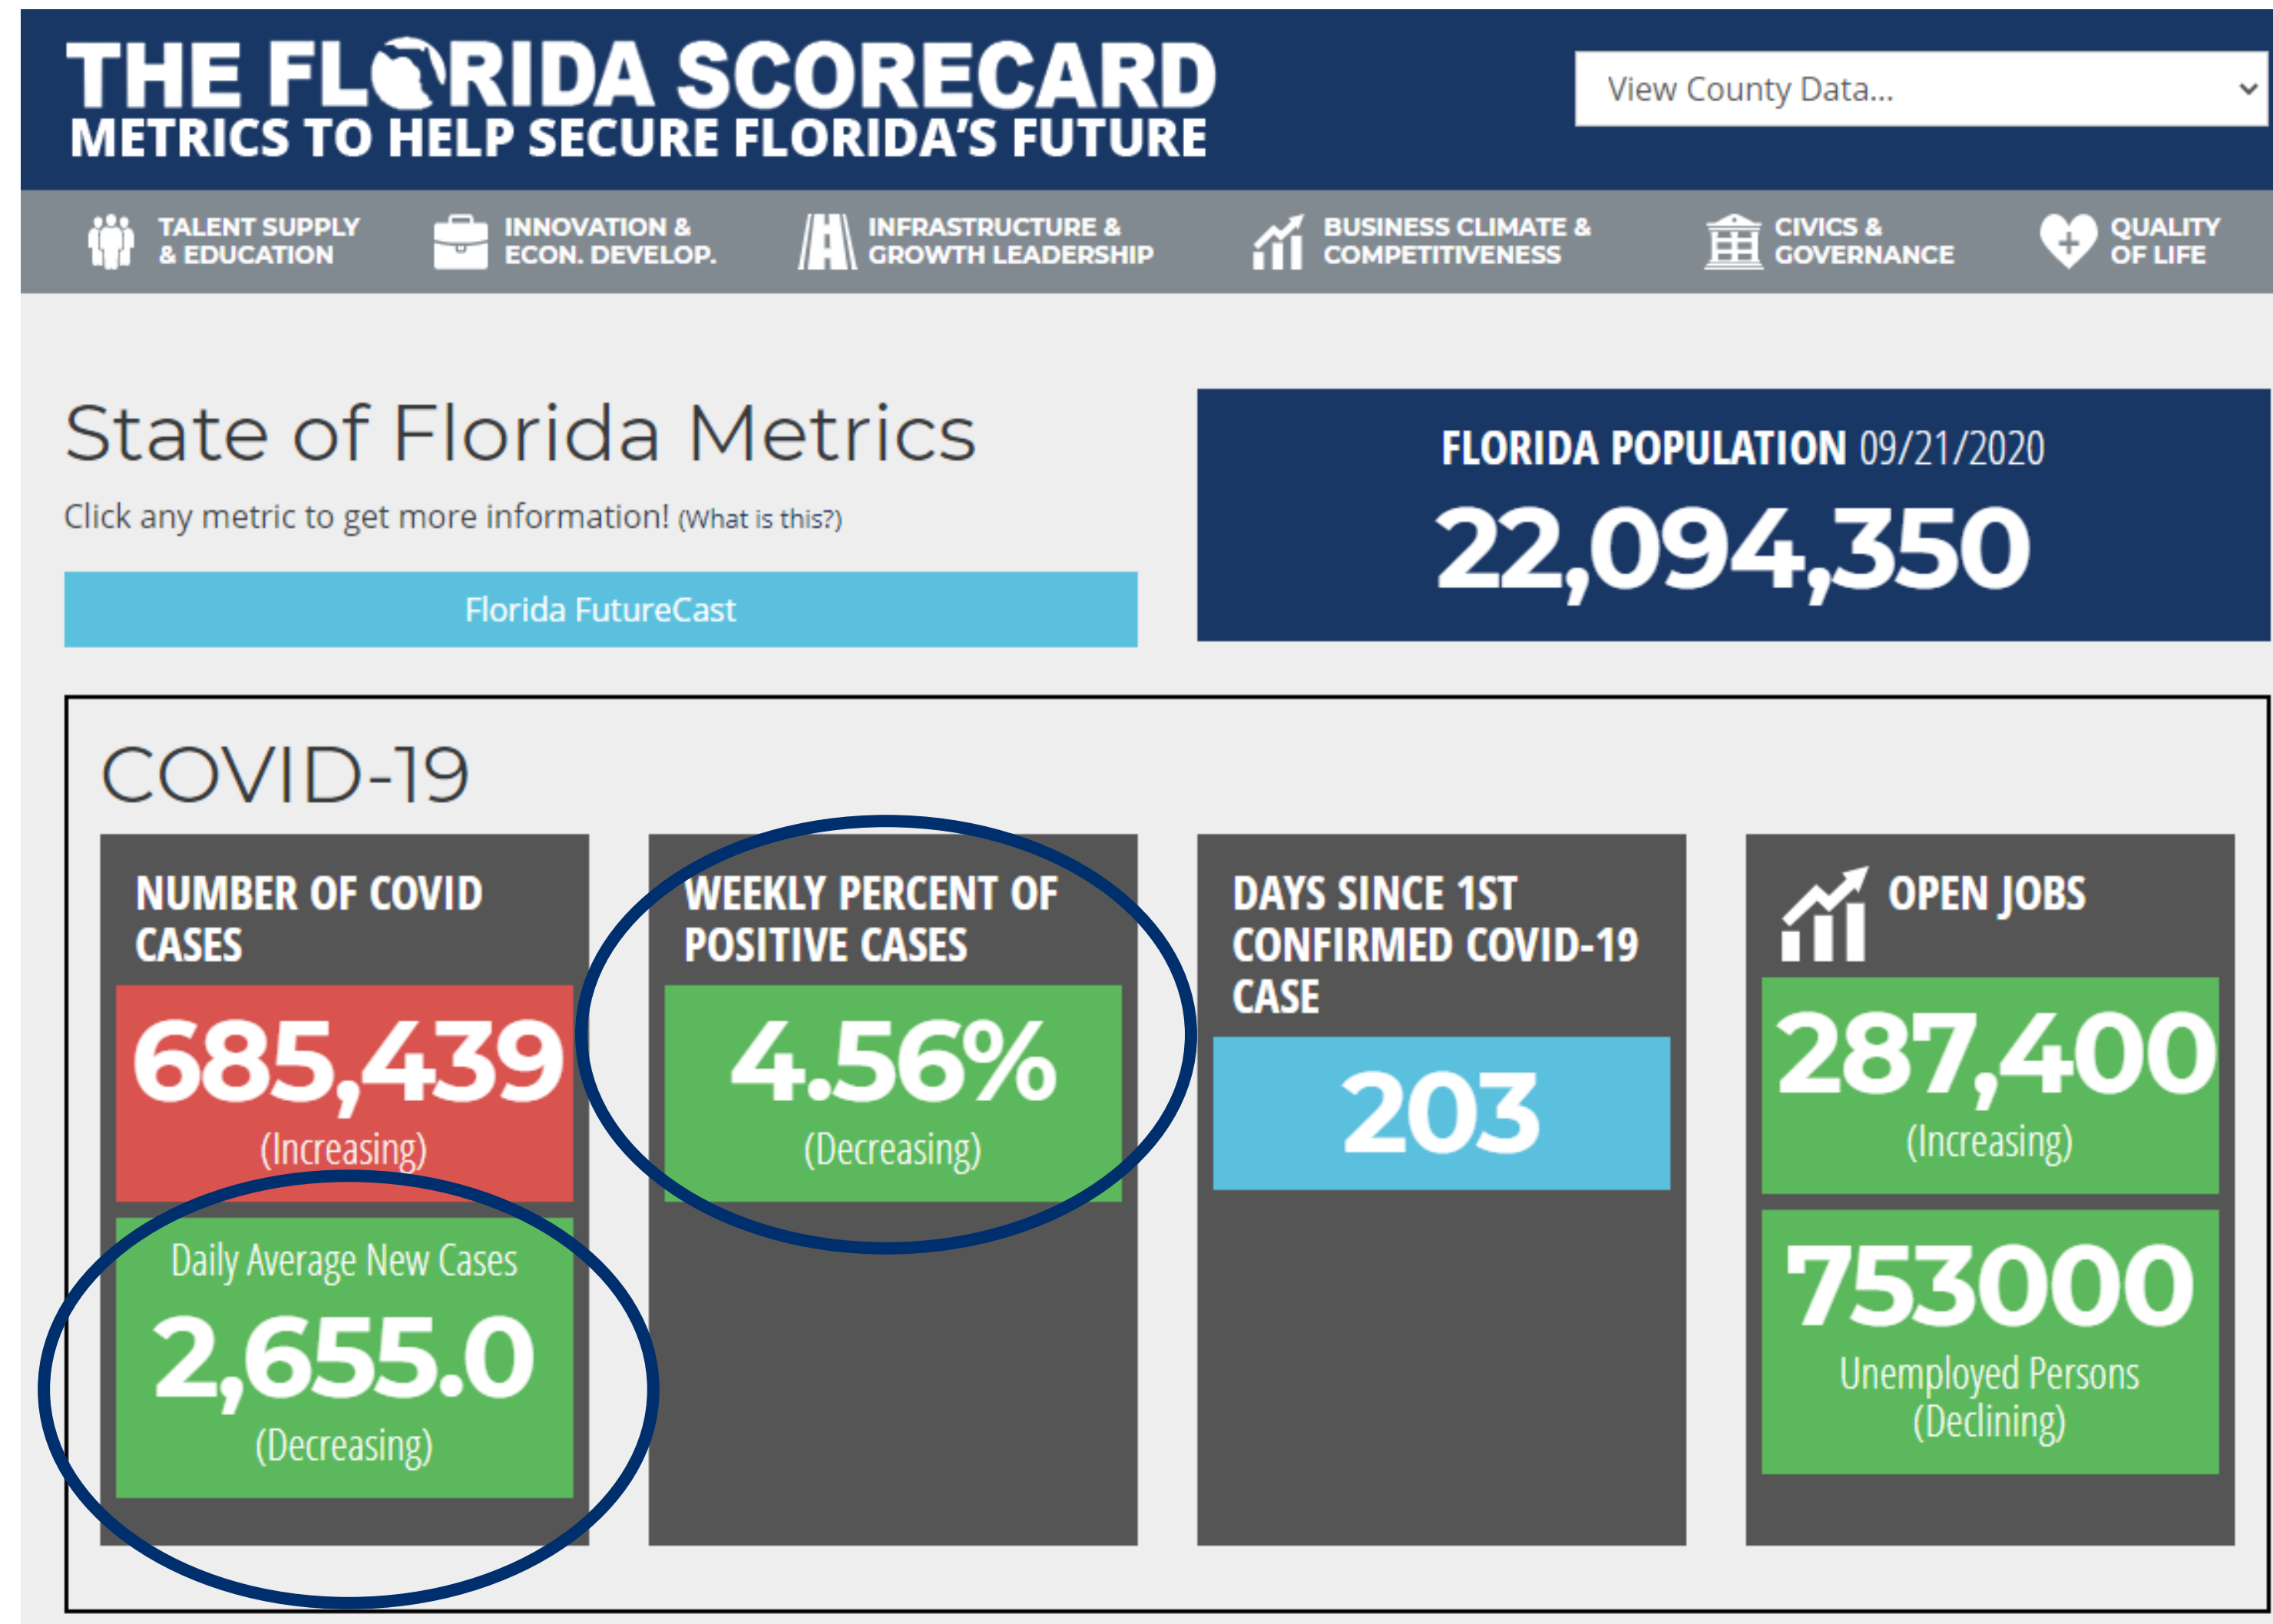 THE FLORIDA SCORECARD
METRICS TO HELP SECURE FLORIDA'S FUTURE
View County Data...
TALENT SUPPLY
& EDUCATION
INNOVATION &
ECON. DEVELOP.
INFRASTRUCTURE &
GROWTH LEADERSHIP
BUSINESS CLIMATE &
COMPETITIVENESS
CIVICS &
GOVERNANCE
QUALITY
OF LIFE
State of Florida Metrics
Click any metric to get more information! (What is this?)
Florida FutureCast
FLORIDA POPULATION 09/21/2020
22,094,350
COVID-19
NUMBER OF COVID
CASES
685,439
(Increasing)
Daily Average New Cases
2,655.0
(Decreasing)
WEEKLY PERCENT OF
POSITIVE CASES
4.56%
(Decreasing)
DAYS SINCE 1ST
CONFIRMED COVID-19
CASE
203
OPEN JOBS
287,400
(Increasing)
753000
Unemployed Persons
(Declining)